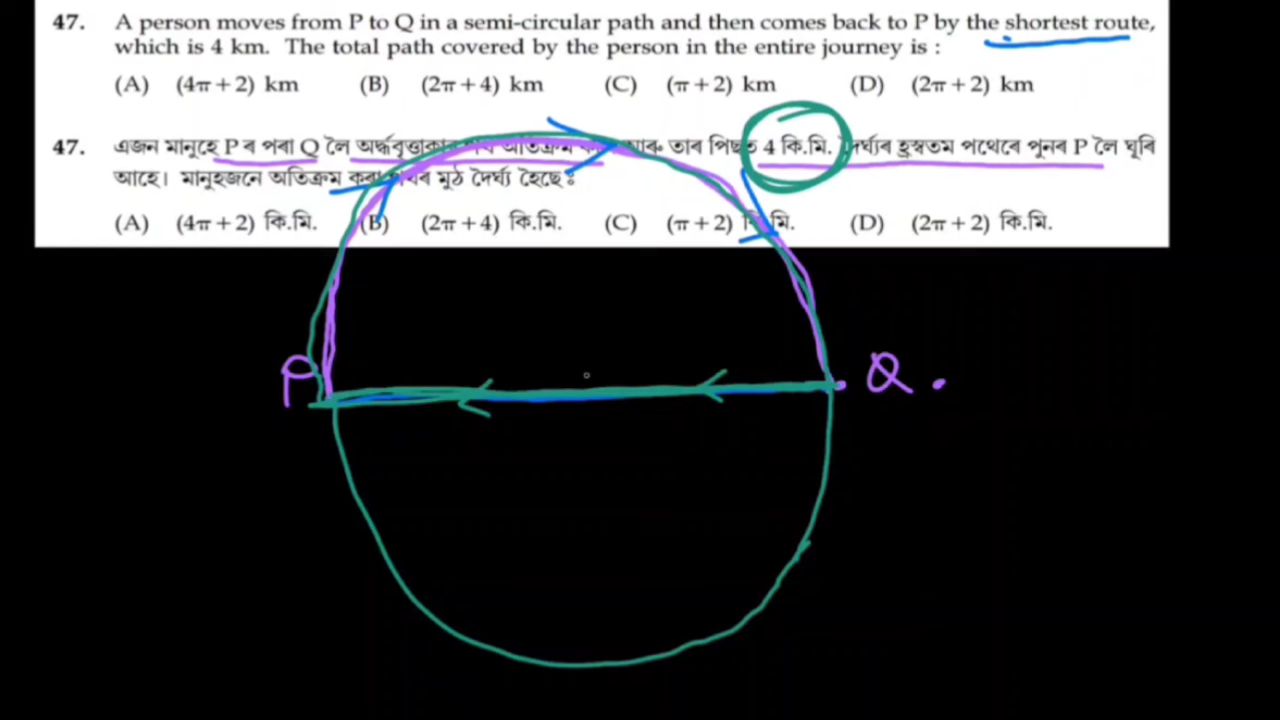 47. A person moves from P to Q in a semi-circular path and then comes back to P by the shortest route,
which is 4 km. The total path covered by the person in the entire journey is :
(A) (4π + 2) km (B) (2π + 4) km (C) (π + 2) km (D) (2π + 2) km
47. এজন মানুহে P ৰ পৰা Q লৈ অৰ্দ্ধবৃত্তাকাৰ আৰু তাৰ পিছত 4 কি.মি. দৈৰ্ঘ্যৰ হ্ৰস্বতম পথেৰে পুনৰ P লৈ ঘূৰি
আহে। মানুহজনে অতিক্ৰম কৰা পথৰ মুঠ দৈৰ্ঘ্য হৈছে :
(A) (4π + 2) কি.মি. (B) (2π + 4) কি.মি. (C) (π + 2) কি.মি. (D) (2π + 2) কি.মি.
P Q